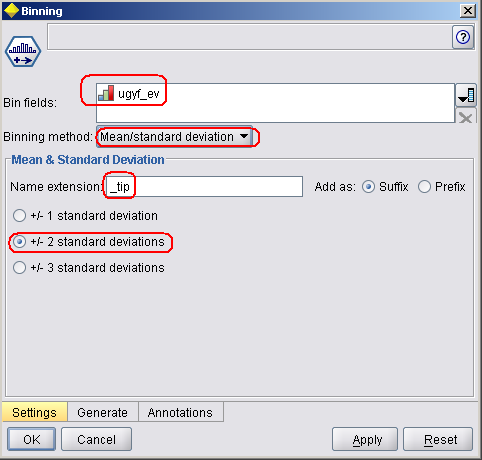 Binning
?
Bin fields: ugyf_ev
Binning method: Mean/standard deviation
Mean & Standard Deviation
Name extension: _tip Add as: Suffix Prefix
+/- 1 standard deviation
+/- 2 standard deviations
+/- 3 standard deviations
Settings Generate Annotations
OK Cancel Apply Reset